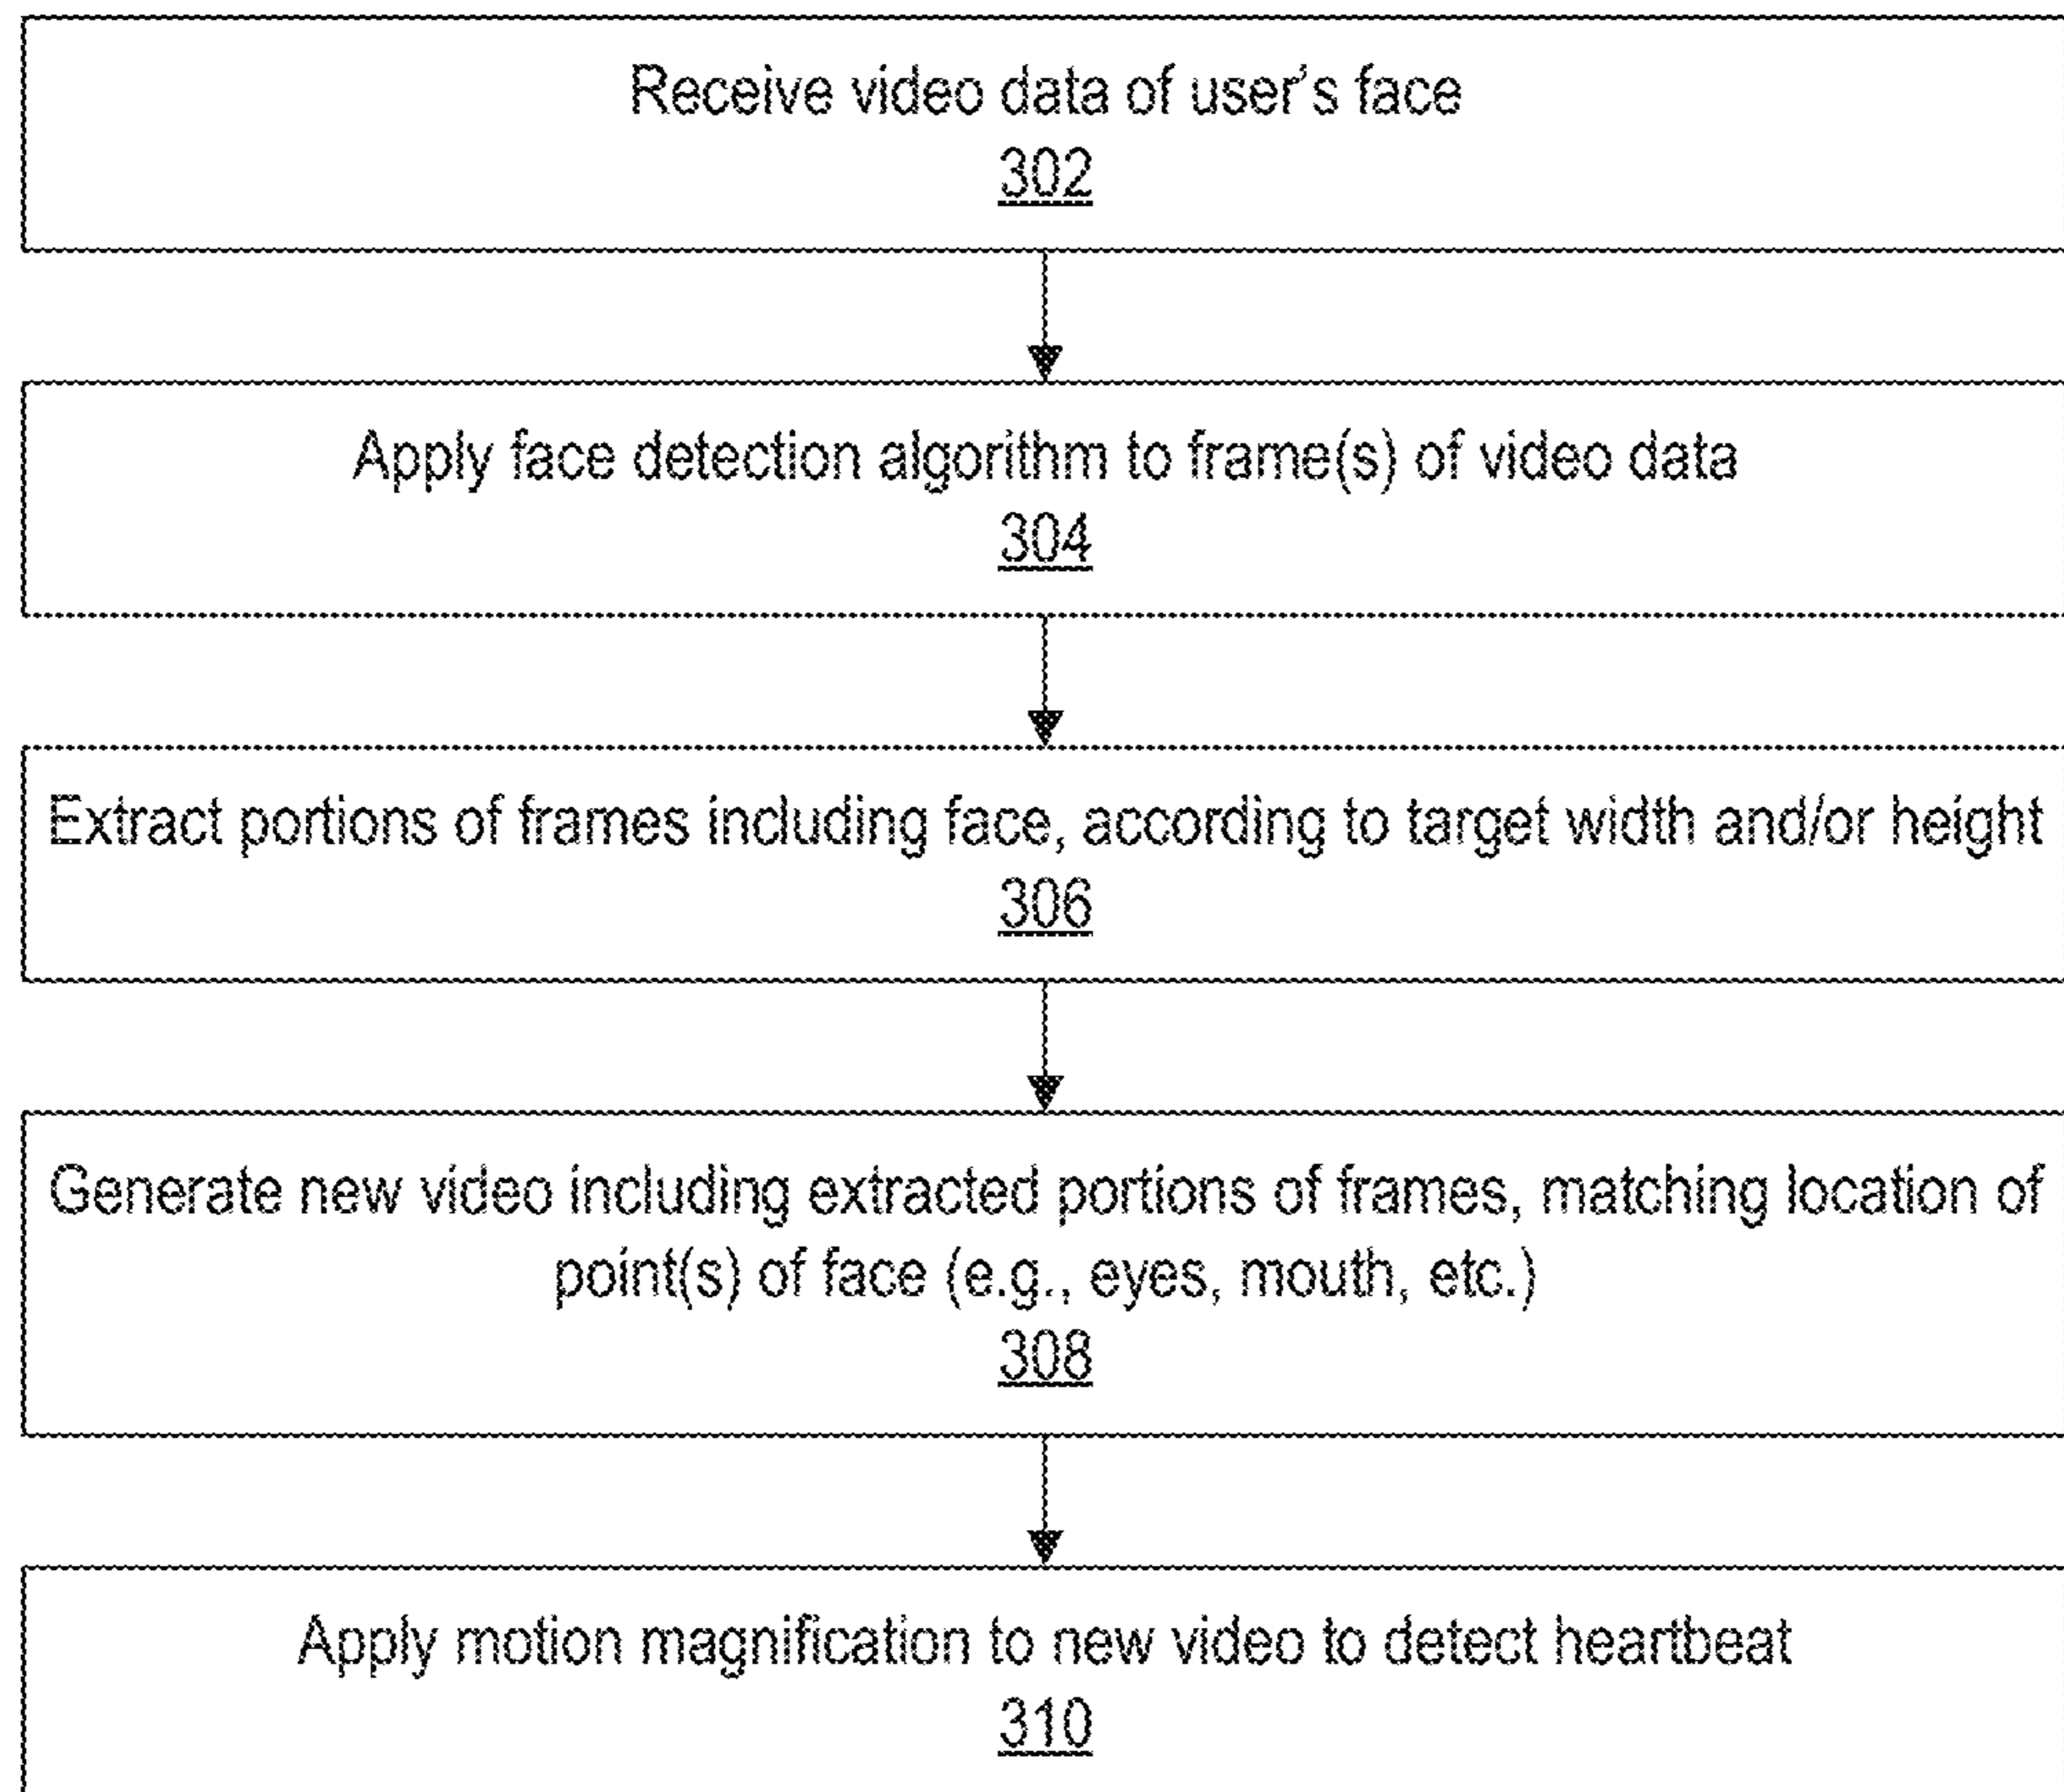 Receive video data of user's face
302
Apply face detection algorithm to frame(s) of video data
304
Extract portions of frames including face, according to target width and/or height
306
Generate new video including extracted portions of frames, matching location of
point(s) of face (e.g., eyes, mouth, etc.)
308
Apply motion magnification to new video to detect heartbeat
310